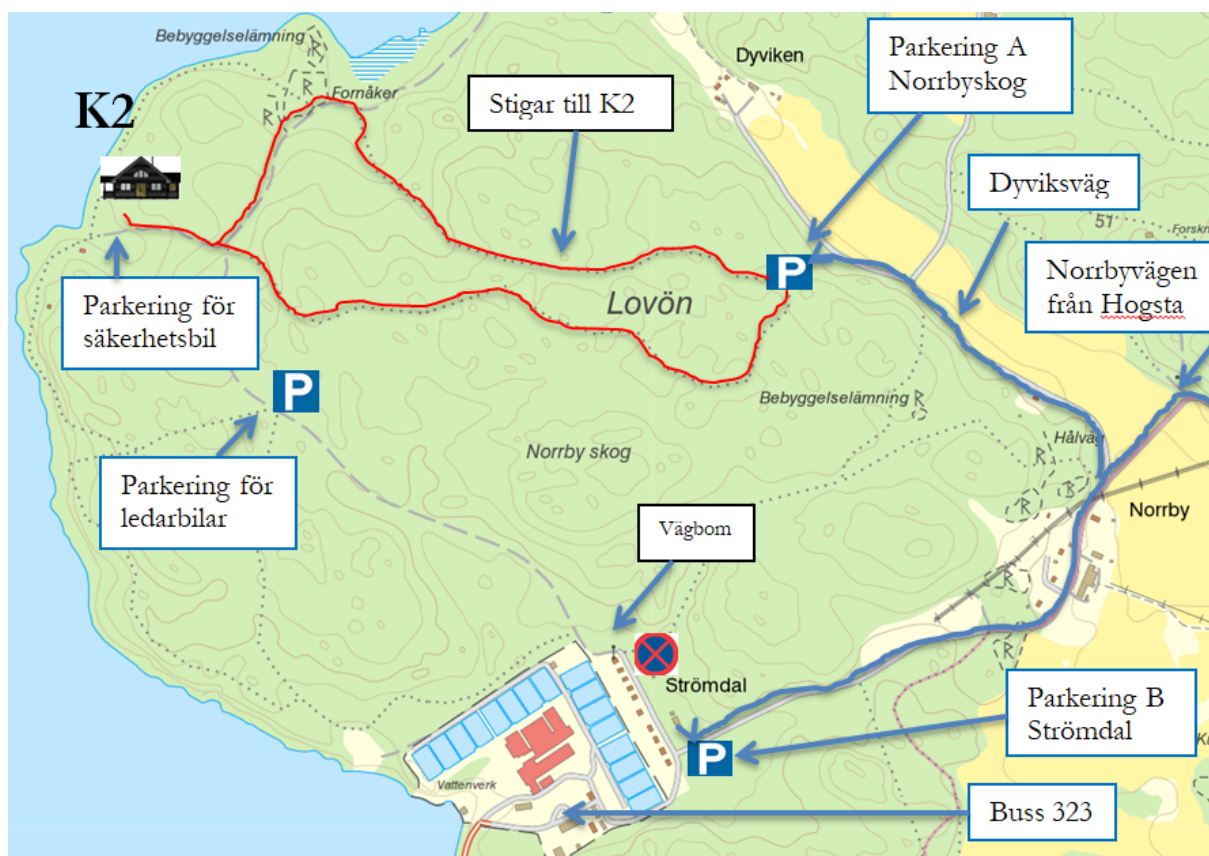 Bebyggelselämning
R
R
Fornåker
R
K2
Stigar till K2
Dyviken
Parkering A
Norrbyskog
Dyviksväg
51
Norrbyvägen
från Hogsta
P
Lovön
Parkering för
säkerhetsbil
P
Bebyggelselämning
R
Norrby skog
Hålväg
R
R
R
Norrby
Parkering för
ledarbilar
Vägbom
R
R
Strömdal
Parkering B
Strömdal
P
Vattenverk
Buss 323